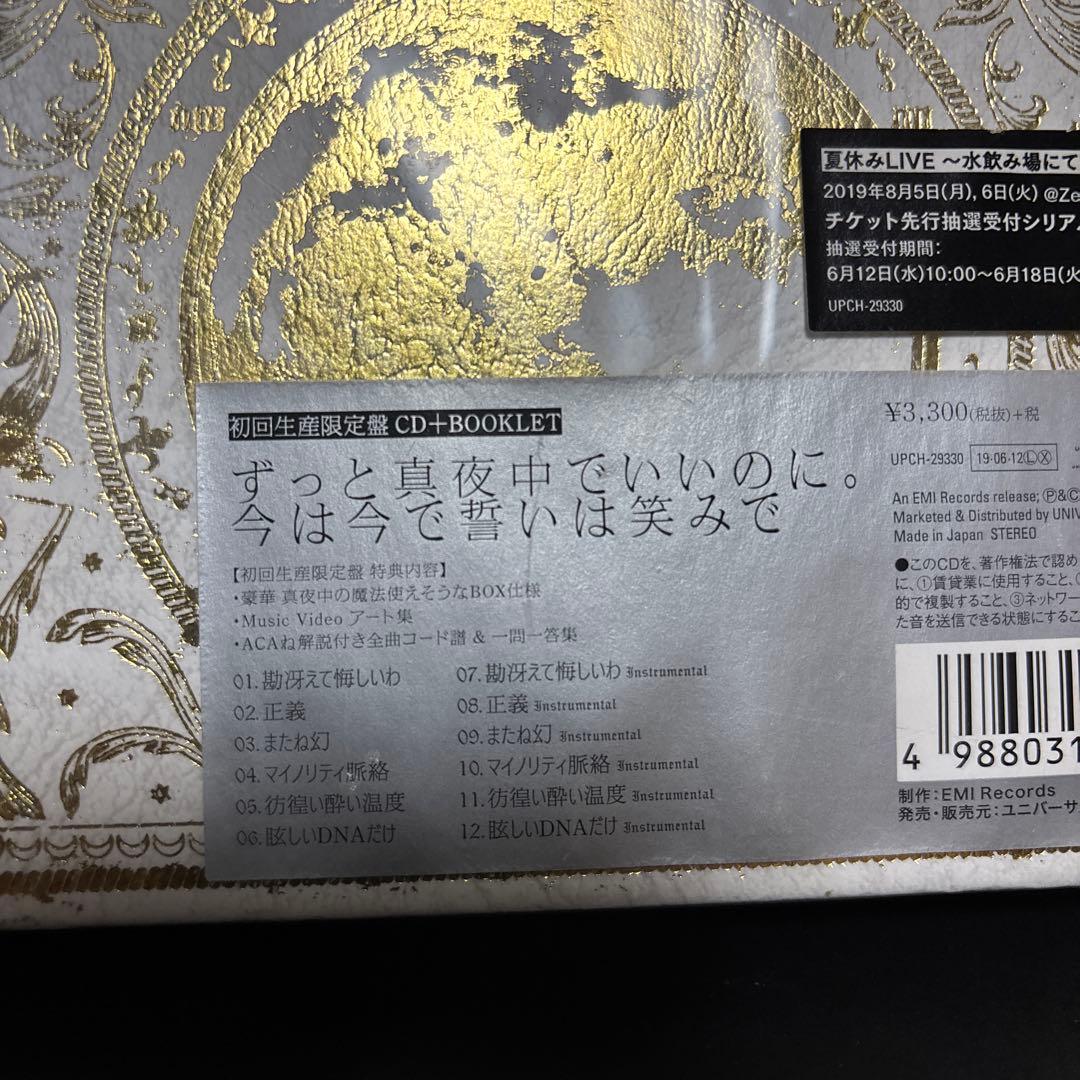 夏休みLIVE ～水飲み場にて
2019年8月5日(月), 6日(火) @Ze
チケット先行抽選受付シリア
抽選受付期間:
6月12日(水)10:00～6月18日(火
UPCH-29330
初回生産限定盤 CD+BOOKLET
ずっと真夜中でいいのに。
今は今で誓いは笑みで
【初回生産限定盤 特典内容】
・豪華 真夜中の魔法使えそうなBOX仕様
・Music Video アート集
・ACAね解説付き全曲コード譜 & 一問一答集
01.勘冴えて悔しいわ
02.正義
03.またね幻
04.マイノリティ脈絡
05.彷徨い酔い温度
06.眩しいDNAだけ
07.勘冴えて悔しいわ Instrumental
08.正義 Instrumental
09.またね幻 Instrumental
10.マイノリティ脈絡 Instrumental
11.彷徨い酔い温度 Instrumental
12.眩しいDNAだけ Instrumental
¥3,300(税抜)+税
UPCH-29330 19·06·12ⓁⓍ
An EMI Records release; Ⓟ&Ⓒ
Marketed & Distributed by UNIV
Made in Japan STEREO
●このCDを、著作権法で認め
に、①賃貸業に使用すること、②
的で複製すること、③ネットワー
た音を送信できる状態にするこ
4 988031
制作：EMI Records
発売・販売元：ユニバーサ